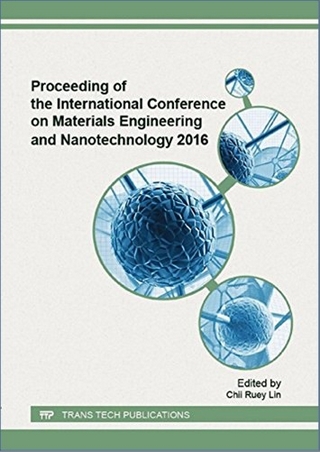 Proceeding of
the International Conference
on Materials Engineering
and Nanotechnology 2016
Edited by
Chii Ruey Lin
TTP TRANS TECH PUBLICATIONS